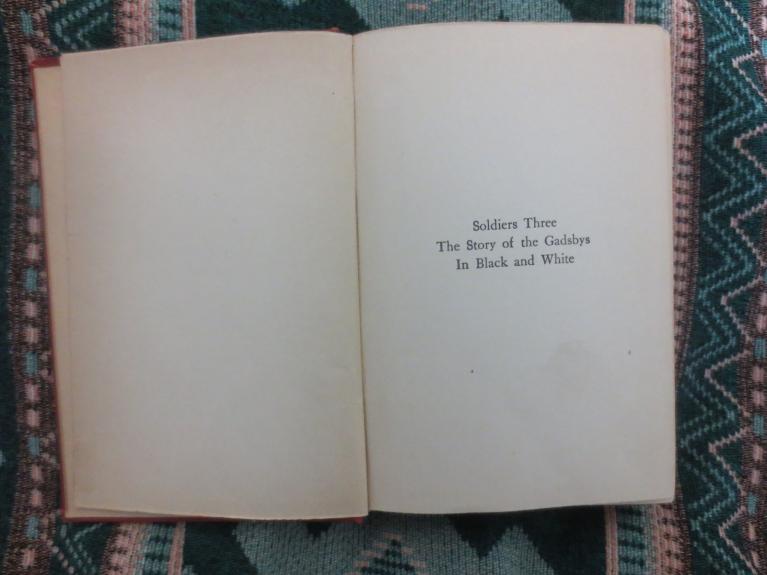 Soldiers Three
The Story of the Gadsbys
In Black and White